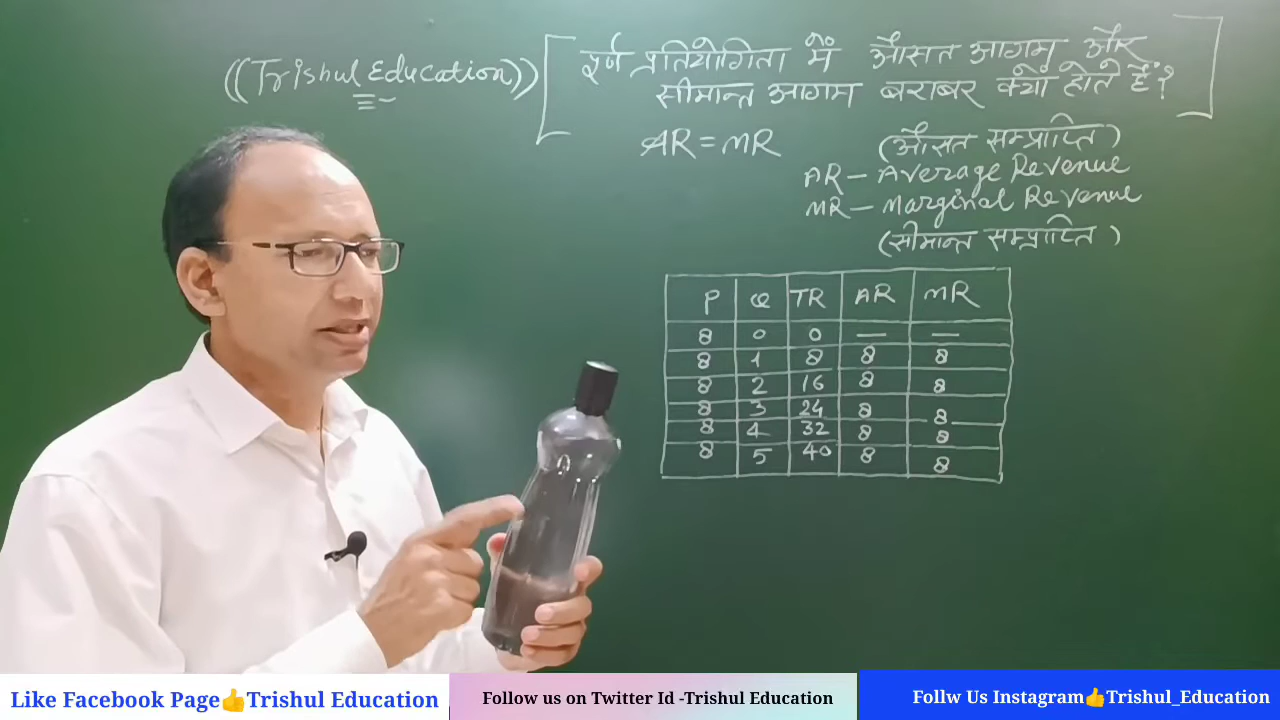 ((Trishul Education))
पूर्ण प्रतियोगिता में औसत आगम और
सीमान्त आगम बराबर क्यों होते हैं?
AR = MR
(औसत सम्प्राप्ति)
AR - Average Revenue
MR - Marginal Revenue
(सीमान्त सम्प्राप्ति)
P Q TR AR MR
8 0 0 — —
8 1 8 8 8
8 2 16 8 8
8 3 24 8 8
8 4 32 8 8
8 5 40 8 8
Like Facebook Page👍Trishul Education
Follow us on Twitter Id -Trishul Education
Follw Us Instagram👍Trishul_Education